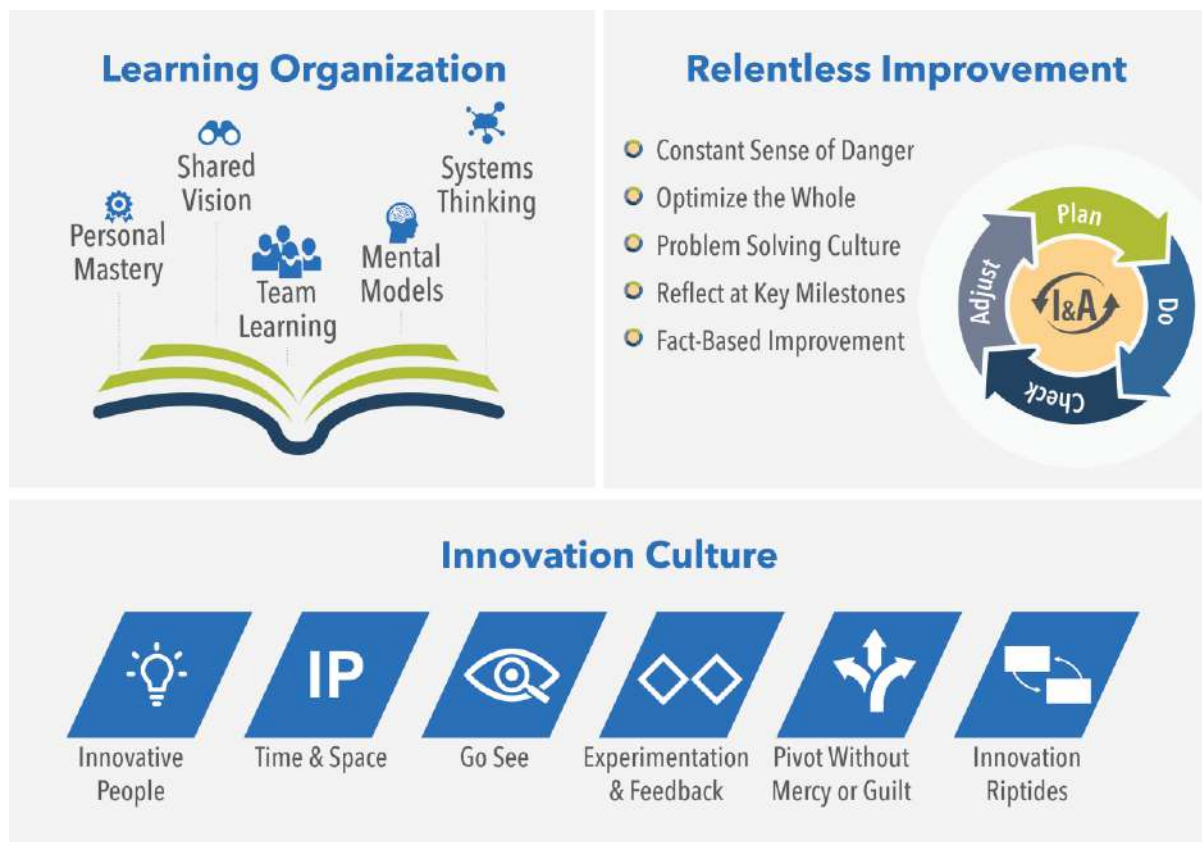 Learning Organization
Shared
Vision
Systems
Thinking
Personal
Mastery
Mental
Models
Team
Learning
Relentless Improvement
Constant Sense of Danger
Optimize the Whole
Problem Solving Culture
Reflect at Key Milestones
Fact-Based Improvement
Plan
Do
Check
Adjust
I&A
Innovation Culture
IP
Innovative
People
Time & Space
Go See
Experimentation
& Feedback
Pivot Without
Mercy or Guilt
Innovation
Riptides